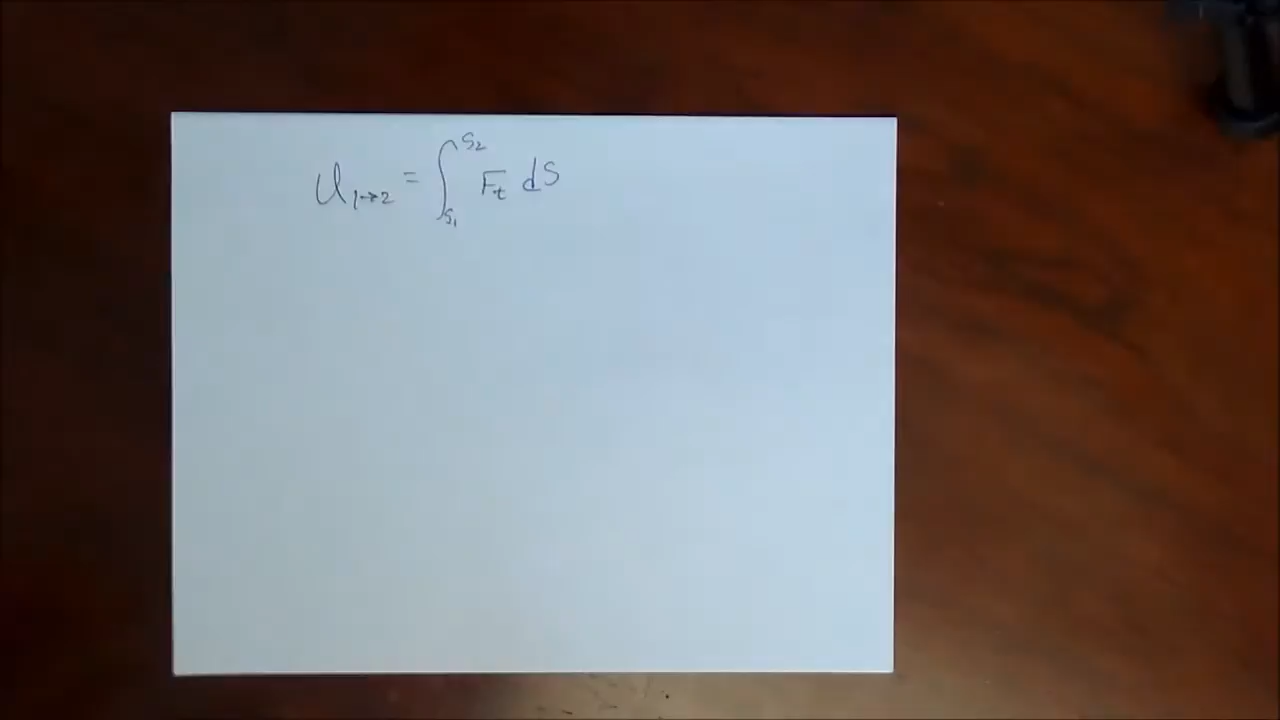 U₁→₂ = ∫_{S₁}^{S₂} Fₜ dS